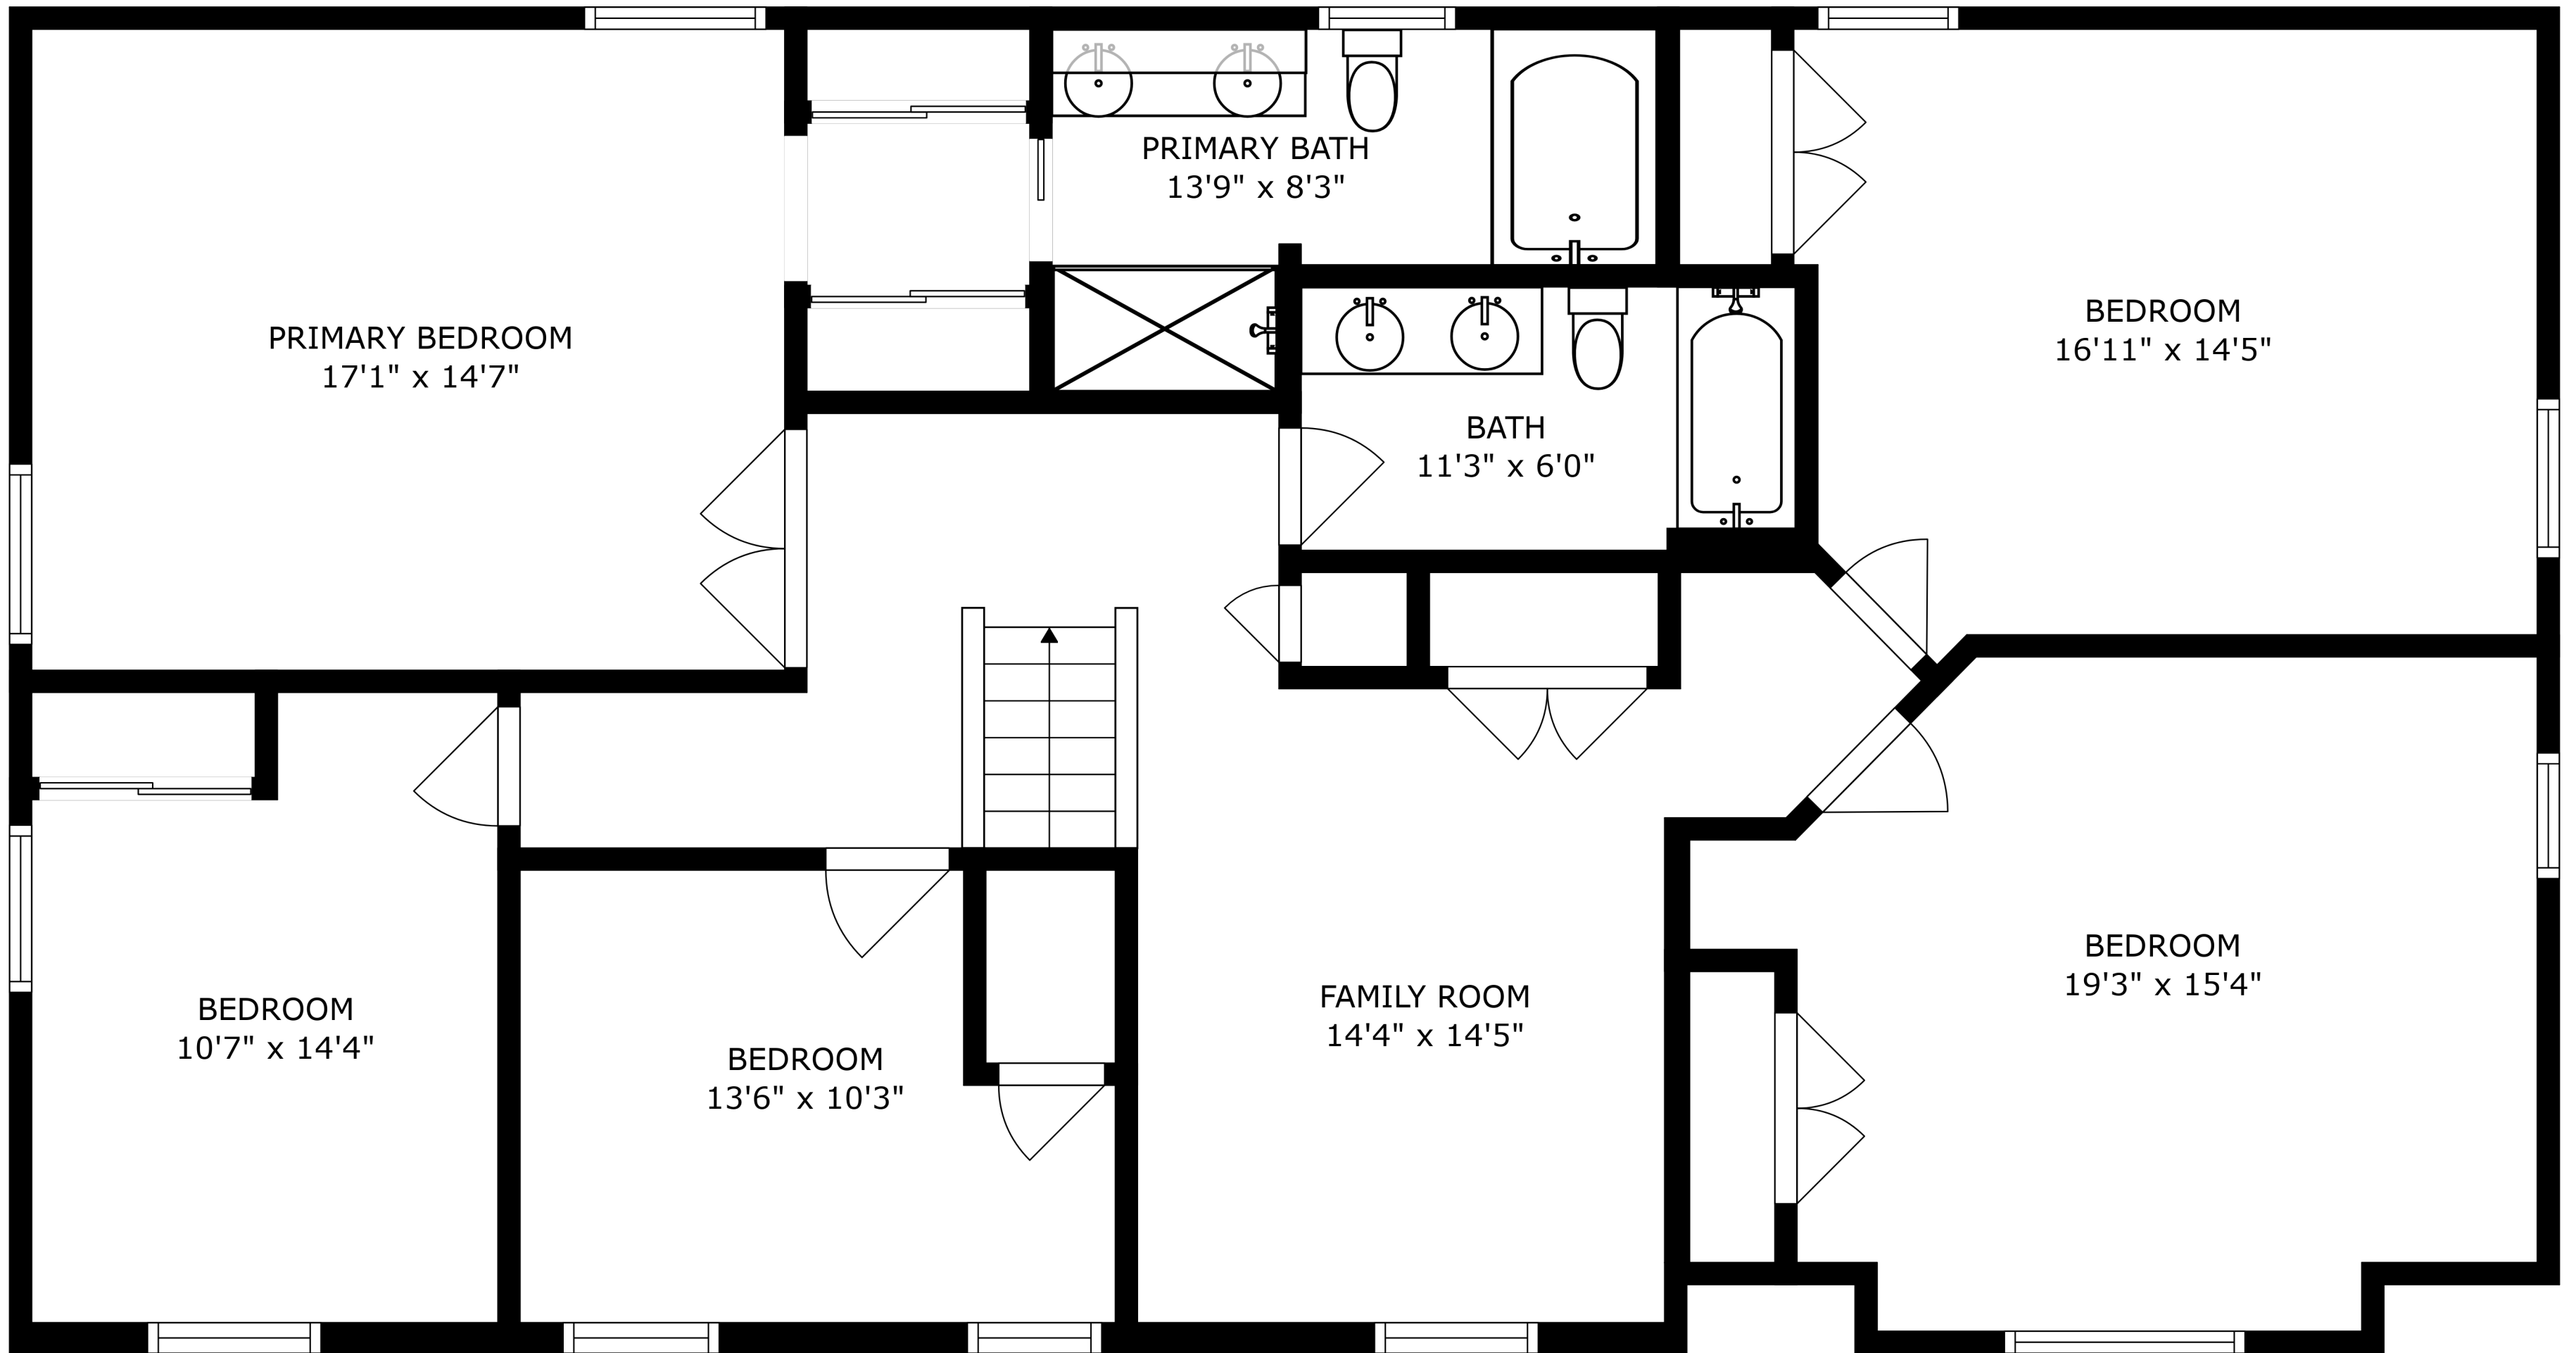 PRIMARY BATH
13'9" x 8'3"
PRIMARY BEDROOM
17'1" x 14'7"
BEDROOM
16'11" x 14'5"
BATH
11'3" x 6'0"
BEDROOM
10'7" x 14'4"
BEDROOM
13'6" x 10'3"
FAMILY ROOM
14'4" x 14'5"
BEDROOM
19'3" x 15'4"